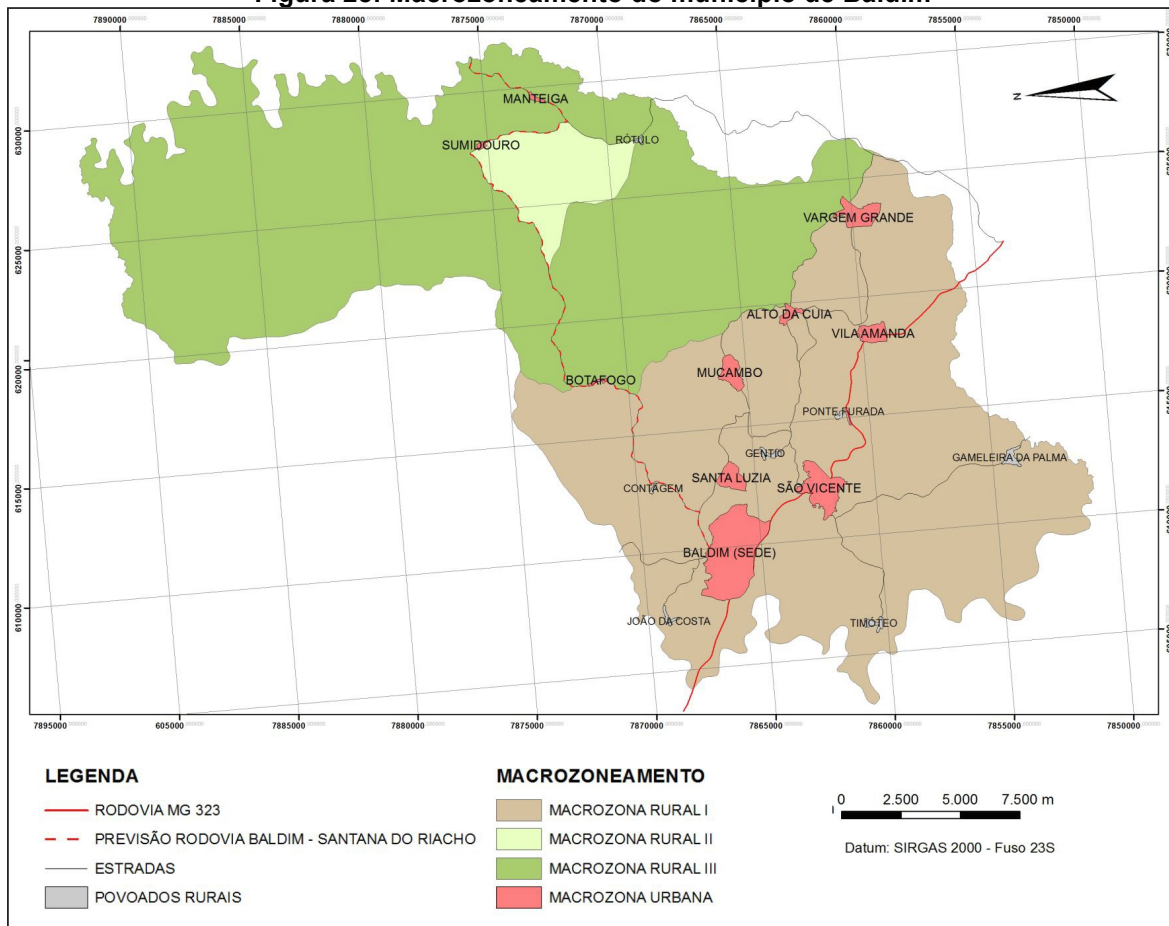 Figura 23. Macrozoneamento do município de Baldim
7890000 7885000 7880000 7875000 7870000 7865000 7860000 7855000 7850000
630000
625000
620000
615000
610000
620000
615000
610000
N
MANTEIGA
SUMIDOURO
RÓTULO
VARGEM GRANDE
ALTO DA CUIA
VILA AMANDA
MUCAMBO
BOTAFOGO
PONTE FURADA
GENTIO
GAMELEIRA DA PALMA
SANTA LUZIA
SÃO VICENTE
CONTAGEM
BALDIM (SEDE)
JOÃO DA COSTA
TIMÓTEO
7895000 605000 7885000 7880000 7875000 7870000 7865000 7860000 7855000 7850000
LEGENDA
RODOVIA MG 323
PREVISÃO RODOVIA BALDIM - SANTANA DO RIACHO
ESTRADAS
POVOADOS RURAIS
MACROZONEAMENTO
MACROZONA RURAL I
MACROZONA RURAL II
MACROZONA RURAL III
MACROZONA URBANA
0 2.500 5.000 7.500 m
Datum: SIRGAS 2000 - Fuso 23S